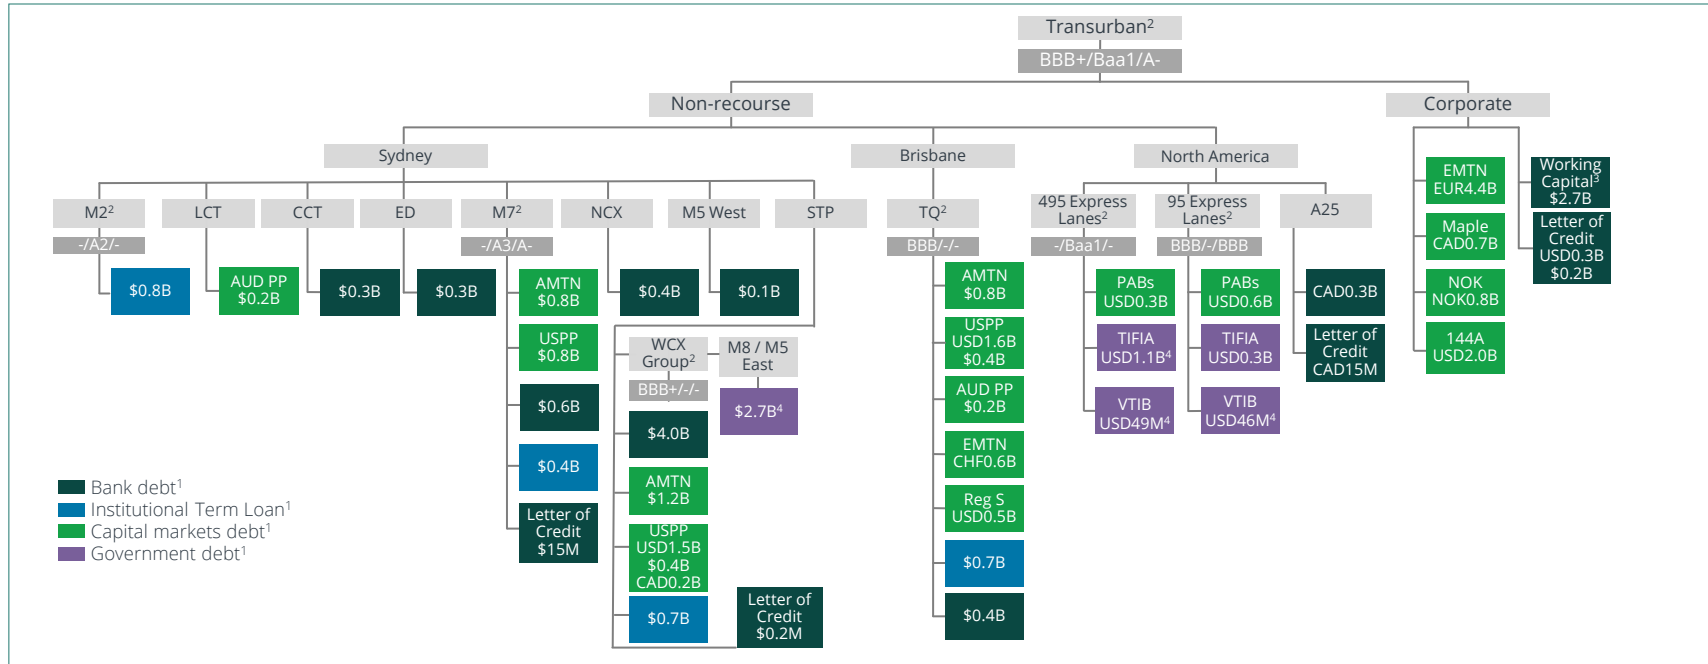 Transurban²
BBB+/Baa1/A-
Non-recourse
Corporate
Sydney
Brisbane
North America
M2²
-/A2/-
$0.8B
LCT
AUD PP
$0.2B
CCT
$0.3B
ED
$0.3B
M7²
-/A3/A-
AMTN
$0.8B
USPP
$0.8B
$0.6B
$0.4B
Letter of
Credit
$15M
NCX
$0.4B
M5 West
$0.1B
STP
WCX
Group²
BBB+/-/-
$4.0B
AMTN
$1.2B
USPP
USD1.5B
$0.4B
CAD0.2B
$0.7B
M8 / M5
East
$2.7B⁴
Letter of
Credit
$0.2M
TQ²
BBB/-/-
AMTN
$0.8B
USPP
USD1.6B
$0.4B
AUD PP
$0.2B
EMTN
CHF0.6B
Reg S
USD0.5B
$0.7B
$0.4B
495 Express
Lanes²
-/Baa1/-
PABs
USD0.3B
TIFIA
USD1.1B⁴
VTIB
USD49M⁴
95 Express
Lanes²
BBB/-/BBB
PABs
USD0.6B
TIFIA
USD0.3B
VTIB
USD46M⁴
A25
CAD0.3B
Letter of
Credit
CAD15M
EMTN
EUR4.4B
Maple
CAD0.7B
NOK
NOK0.8B
144A
USD2.0B
Working
Capital³
$2.7B
Letter of
Credit
USD0.3B
$0.2B
Bank debt¹
Institutional Term Loan¹
Capital markets debt¹
Government debt¹